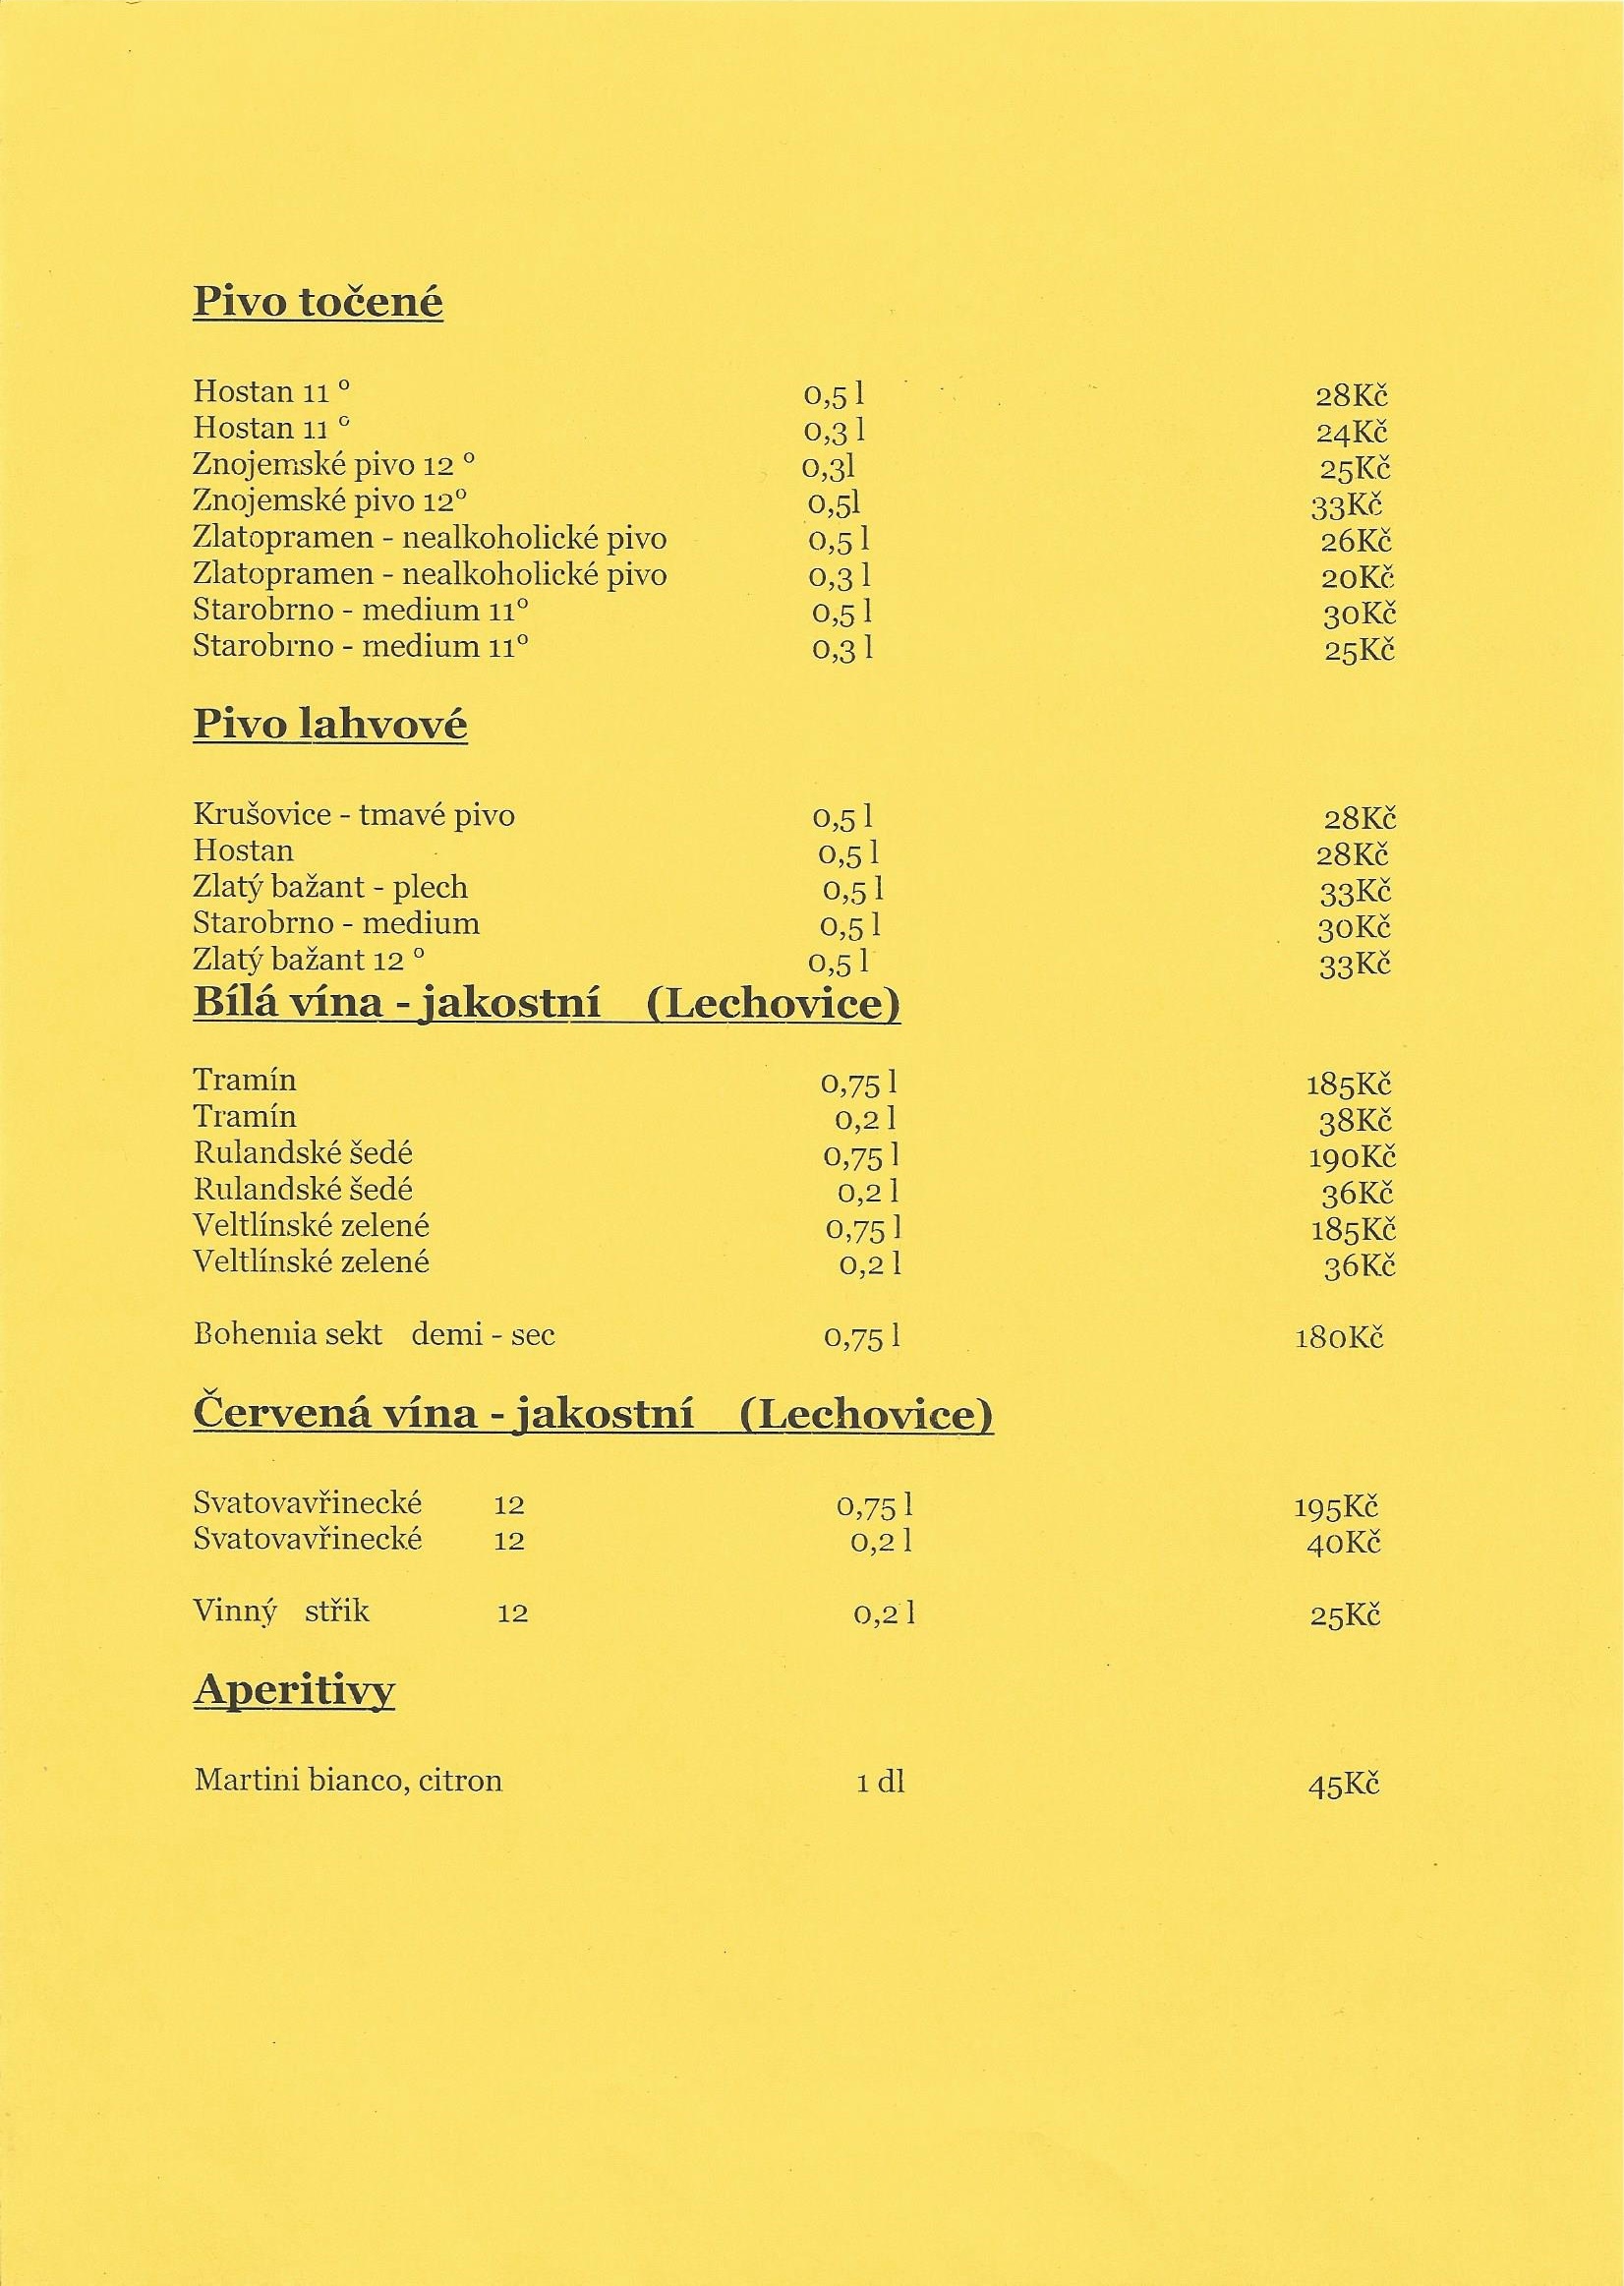 Pivo točené
Hostan 11 ° 0,5 l 28Kč
Hostan 11 ° 0,3 l 24Kč
Znojemské pivo 12 ° 0,3l 25Kč
Znojemské pivo 12° 0,5l 33Kč
Zlatopramen - nealkoholické pivo 0,5 l 26Kč
Zlatopramen - nealkoholické pivo 0,3 l 20Kč
Starobrno - medium 11° 0,5 l 30Kč
Starobrno - medium 11° 0,3 l 25Kč
Pivo lahvové
Krušovice - tmavé pivo 0,5 l 28Kč
Hostan 0,5 l 28Kč
Zlatý bažant - plech 0,5 l 33Kč
Starobrno - medium 0,5 l 30Kč
Zlatý bažant 12 ° 0,5 l 33Kč
Bílá vína - jakostní (Lechovice)
Tramín 0,75 l 185Kč
Tramín 0,2 l 38Kč
Rulandské šedé 0,75 l 190Kč
Rulandské šedé 0,2 l 36Kč
Veltlínské zelené 0,75 l 185Kč
Veltlínské zelené 0,2 l 36Kč
Bohemia sekt demi - sec 0,75 l 180Kč
Červená vína - jakostní (Lechovice)
Svatovavřinecké 12 0,75 l 195Kč
Svatovavřinecké 12 0,2 l 40Kč
Vinný střik 12 0,2 l 25Kč
Aperitivy
Martini bianco, citron 1 dl 45Kč